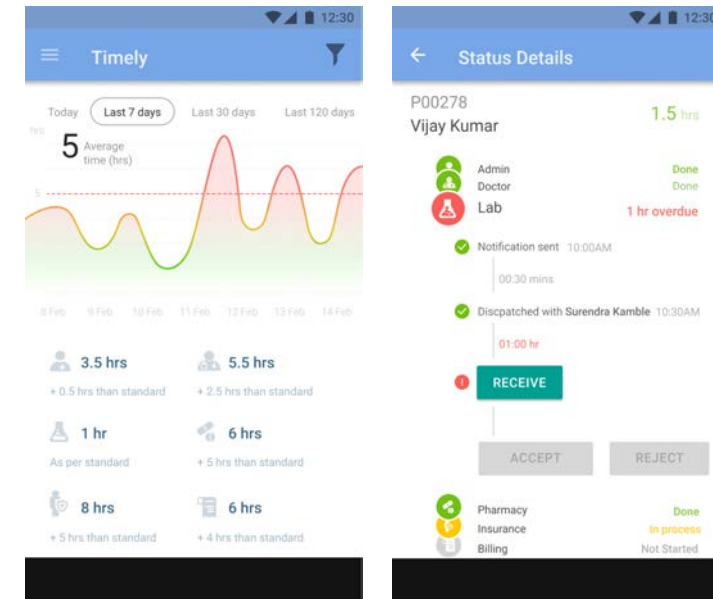 12:30
Timely
Today Last 7 days Last 30 days Last 120 days
hrs
5 Average time (hrs)
5
8 Feb 9 Feb 10 Feb 11 Feb 12 Feb 13 Feb 14 Feb
3.5 hrs 5.5 hrs
+ 0.5 hrs than standard + 2.5 hrs than standard
1 hr 6 hrs
As per standard + 5 hrs than standard
8 hrs 6 hrs
+ 5 hrs than standard + 4 hrs than standard
12:30
Status Details
P00278
Vijay Kumar
1.5 hrs
Admin Done
Doctor Done
Lab 1 hr overdue
Notification sent 10:00AM
00:30 mins
Discpatched with Surendra Kamble 10:30AM
01:00 hr
RECEIVE
ACCEPT REJECT
Pharmacy Done
Insurance In process
Billing Not Started